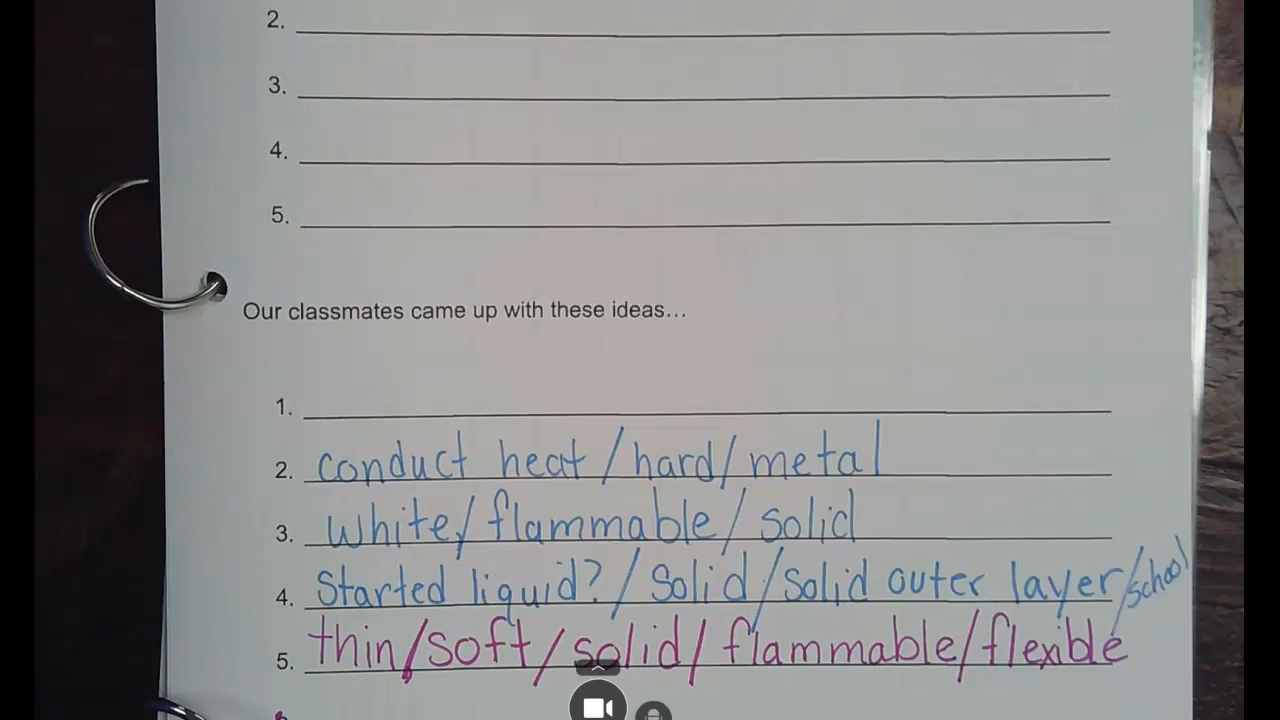 2.
3.
4.
5.
Our classmates came up with these ideas...
1.
2. conduct heat / hard / metal
3. white / flammable / solid
4. Started liquid? / Solid / Solid outer layer / school
5. thin / soft / solid / flammable / flexible